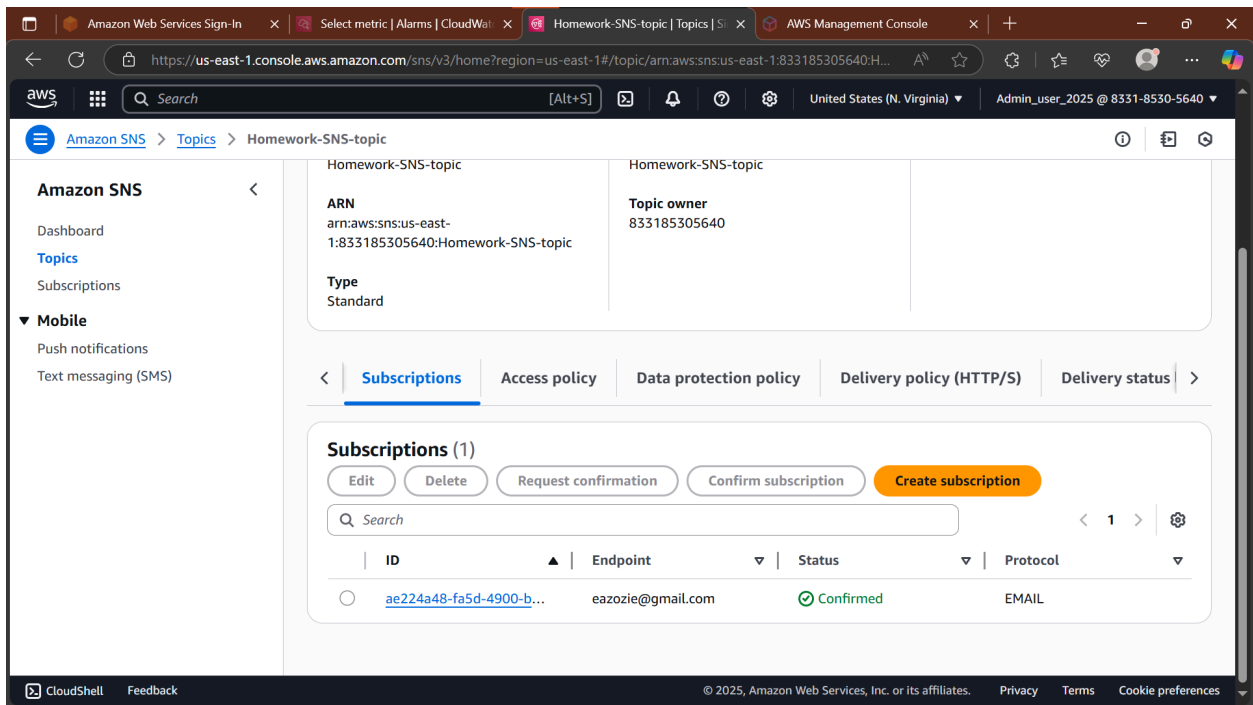 Amazon Web Services Sign-In
Select metric | Alarms | CloudWat
Homework-SNS-topic | Topics | Si
AWS Management Console
https://us-east-1.console.aws.amazon.com/sns/v3/home?region=us-east-1#/topic/arn:aws:sns:us-east-1:833185305640:H...
aws
Search [Alt+S]
United States (N. Virginia) ▼
Admin_user_2025 @ 8331-8530-5640 ▼
Amazon SNS > Topics > Homework-SNS-topic
Amazon SNS
Dashboard
Topics
Subscriptions
Mobile
Push notifications
Text messaging (SMS)
Homework-SNS-topic
Homework-SNS-topic
ARN
arn:aws:sns:us-east-
1:833185305640:Homework-SNS-topic
Topic owner
833185305640
Type
Standard
Subscriptions
Access policy
Data protection policy
Delivery policy (HTTP/S)
Delivery status
Subscriptions (1)
Edit
Delete
Request confirmation
Confirm subscription
Create subscription
Search
1
ID
Endpoint
Status
Protocol
ae224a48-fa5d-4900-b...
eazozie@gmail.com
Confirmed
EMAIL
CloudShell
Feedback
© 2025, Amazon Web Services, Inc. or its affiliates.
Privacy
Terms
Cookie preferences